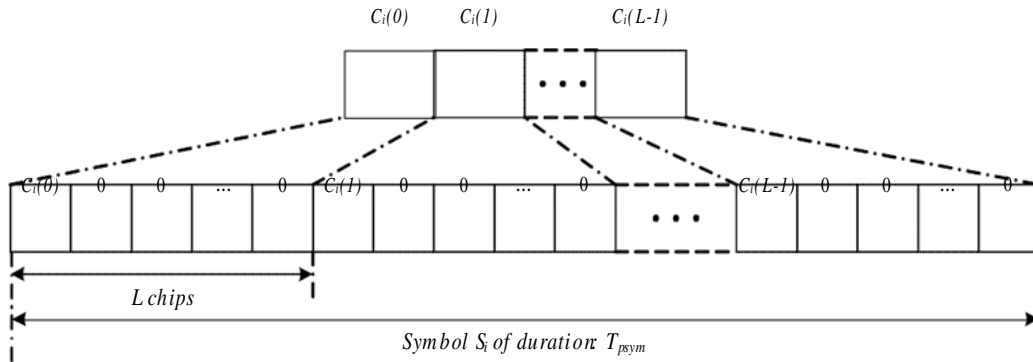 Ci(0) Ci(1) Ci(L-1)
• • •
Ci(0) 0 0 ... 0 Ci(1) 0 0 ... 0 Ci(L-1) 0 0 ... 0
• • •
L chips
Symbol Si of duration: Tpsym